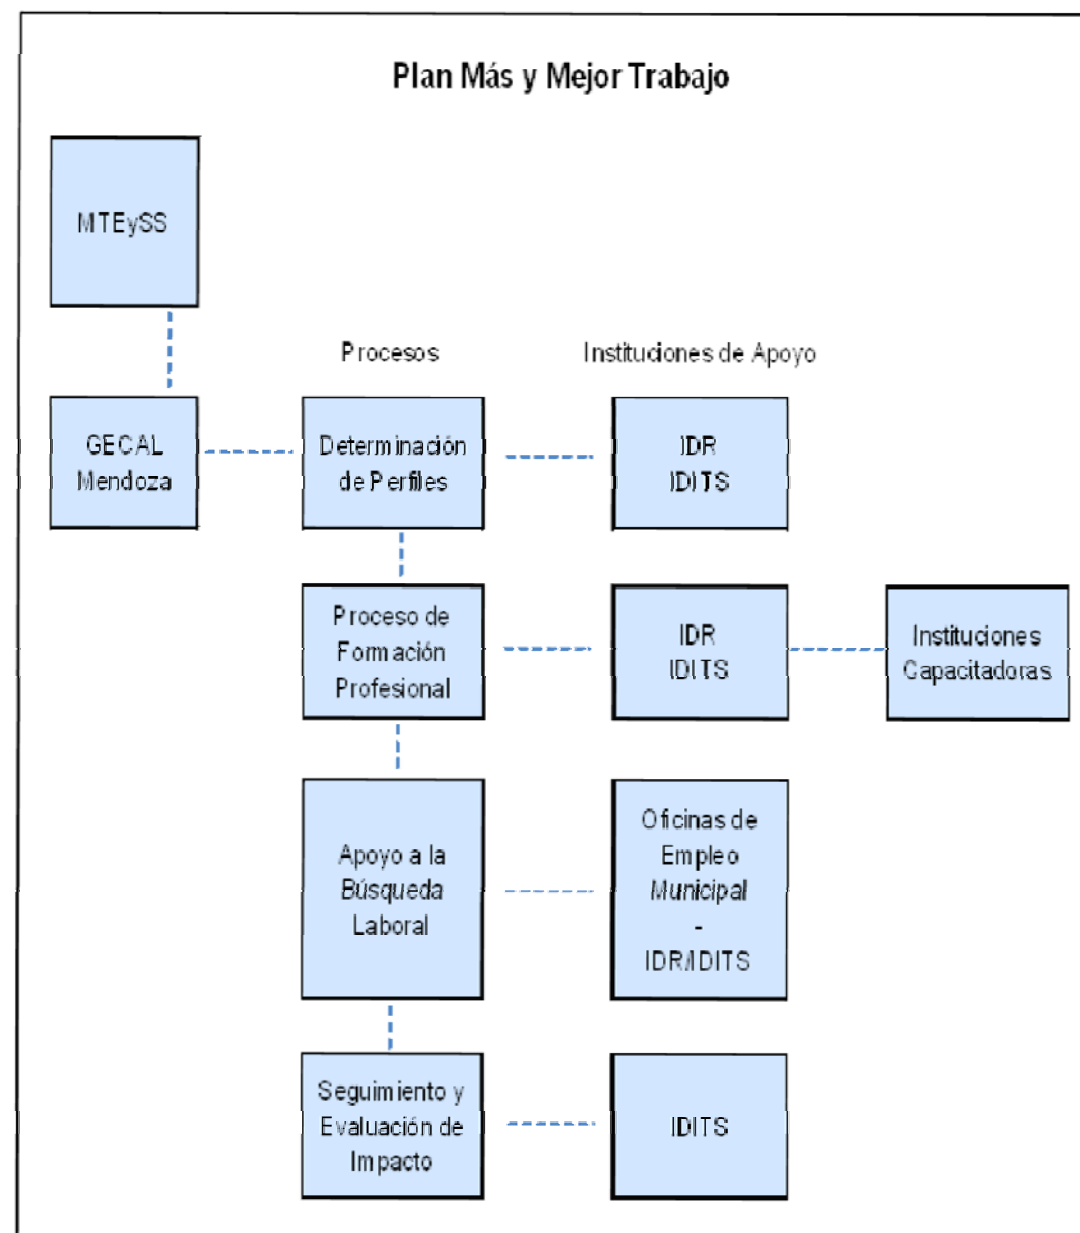 Plan Más y Mejor Trabajo
MTEySS
Procesos
Instituciones de Apoyo
GECAL
Mendoza
Determinación
de Perfiles
IDR
IDITS
Proceso de
Formación
Profesional
IDR
IDITS
Instituciones
Capacitadoras
Apoyo a la
Búsqueda
Laboral
Oficinas de
Empleo
Municipal
-
IDR/IDITS
Seguimiento y
Evaluación de
Impacto
IDITS